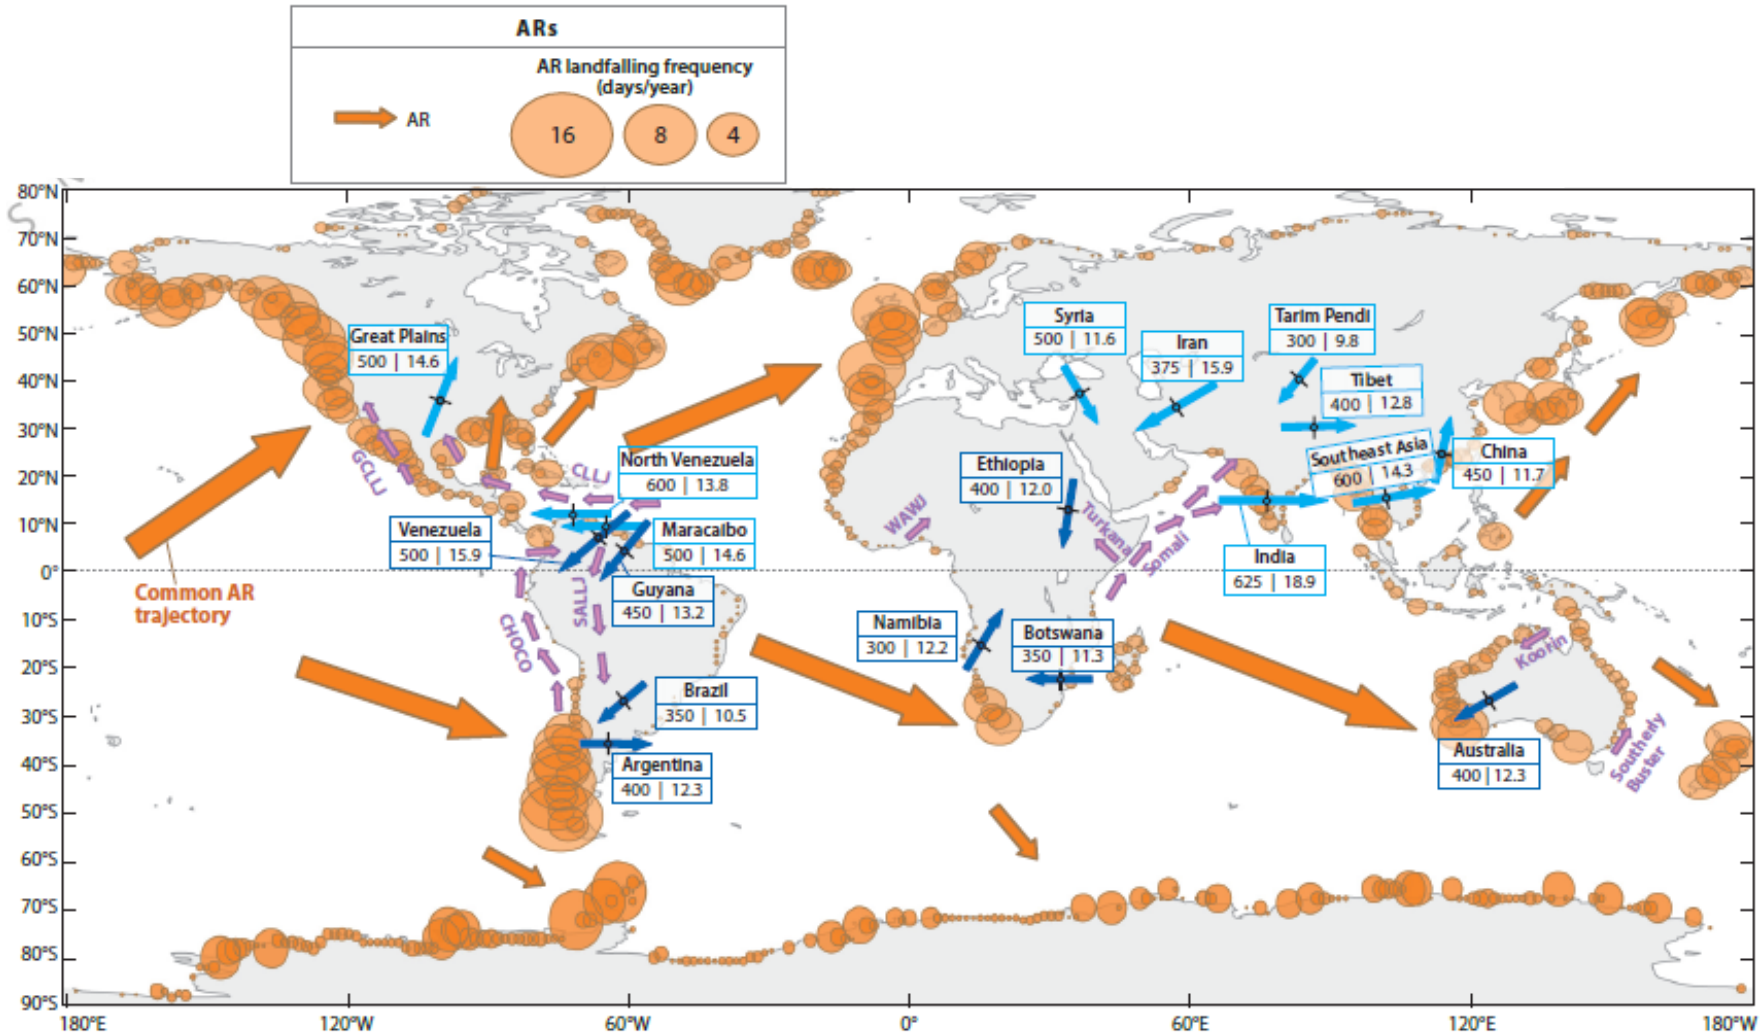 ARs
AR landfalling frequency
(days/year)
AR
16
8
4
80°N
70°N
60°N
50°N
40°N
30°N
20°N
10°N
0°
10°S
20°S
30°S
40°S
50°S
60°S
70°S
80°S
90°S
180°E
120°W
60°W
0°
60°E
120°E
180°W
Great Plains
500 | 14.6
Syria
500 | 11.6
Iran
375 | 15.9
Tarim Pendi
300 | 9.8
Tibet
400 | 12.8
Southeast Asia
600 | 14.3
China
450 | 11.7
North Venezuela
600 | 13.8
Ethiopia
400 | 12.0
Venezuela
500 | 15.9
Maracaibo
500 | 14.6
India
625 | 18.9
Guyana
450 | 13.2
Namibia
300 | 12.2
Botswana
350 | 11.3
Brazil
350 | 10.5
Argentina
400 | 12.3
Australia
400 | 12.3
Common AR
trajectory
GCLLJ
CLLJ
WAWJ
Turkana
Somali
SALLJ
CHOCO
Koorin
Southerly
Buster